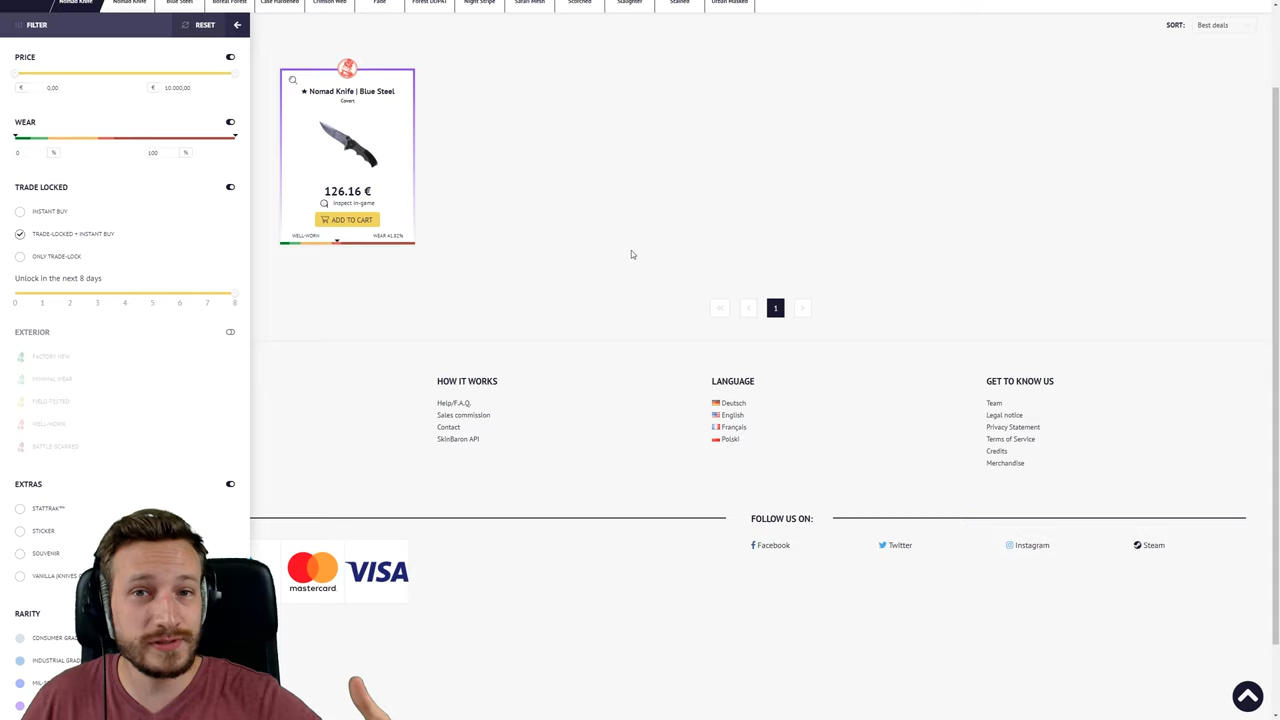 Nomad Knife Nomad Knife Blue Steel Boreal Forest Case Hardened Crimson Web Fade Forest DDPAT Night Stripe Safari Mesh Scorched Slaughter Stained Urban Masked
FILTER RESET
SORT: Best deals
PRICE
€ 0,00 € 10.000,00
WEAR
0 % 100 %
TRADE LOCKED
INSTANT BUY
TRADE-LOCKED + INSTANT BUY
ONLY TRADE-LOCK
Unlock in the next 8 days
0 1 2 3 4 5 6 7 8
EXTERIOR
FACTORY NEW
MINIMAL WEAR
FIELD-TESTED
WELL-WORN
BATTLE-SCARRED
EXTRAS
STATTRAK™
STICKER
SOUVENIR
VANILLA (KNIVES
RARITY
CONSUMER GRAD
INDUSTRIAL GRAD
MIL-S
★ Nomad Knife | Blue Steel
Covert
126.16 €
Inspect in-game
ADD TO CART
WELL-WORN WEAR 41.82%
1
HOW IT WORKS
Help/F.A.Q.
Sales commission
Contact
SkinBaron API
LANGUAGE
Deutsch
English
Français
Polski
GET TO KNOW US
Team
Legal notice
Privacy Statement
Terms of Service
Credits
Merchandise
FOLLOW US ON:
Facebook Twitter Instagram Steam
mastercard VISA